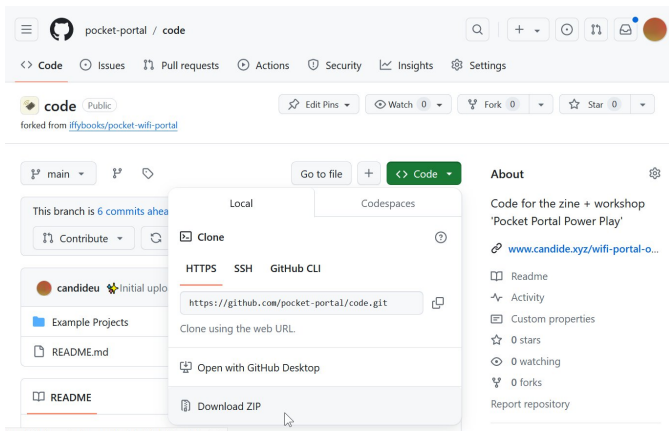 pocket-portal / code
Code Issues Pull requests Actions Security Insights Settings
code Public
Edit Pins Watch 0 Fork 0 Star 0
forked from iffybooks/pocket-wifi-portal
main
Go to file
Code
This branch is 6 commits ahea
Contribute
candideu Initial uplo
Example Projects
README.md
README
Local Codespaces
Clone
HTTPS SSH GitHub CLI
https://github.com/pocket-portal/code.git
Clone using the web URL.
Open with GitHub Desktop
Download ZIP
About
Code for the zine + workshop
'Pocket Portal Power Play'
www.candide.xyz/wifi-portal-o...
Readme
Activity
Custom properties
0 stars
0 watching
0 forks
Report repository